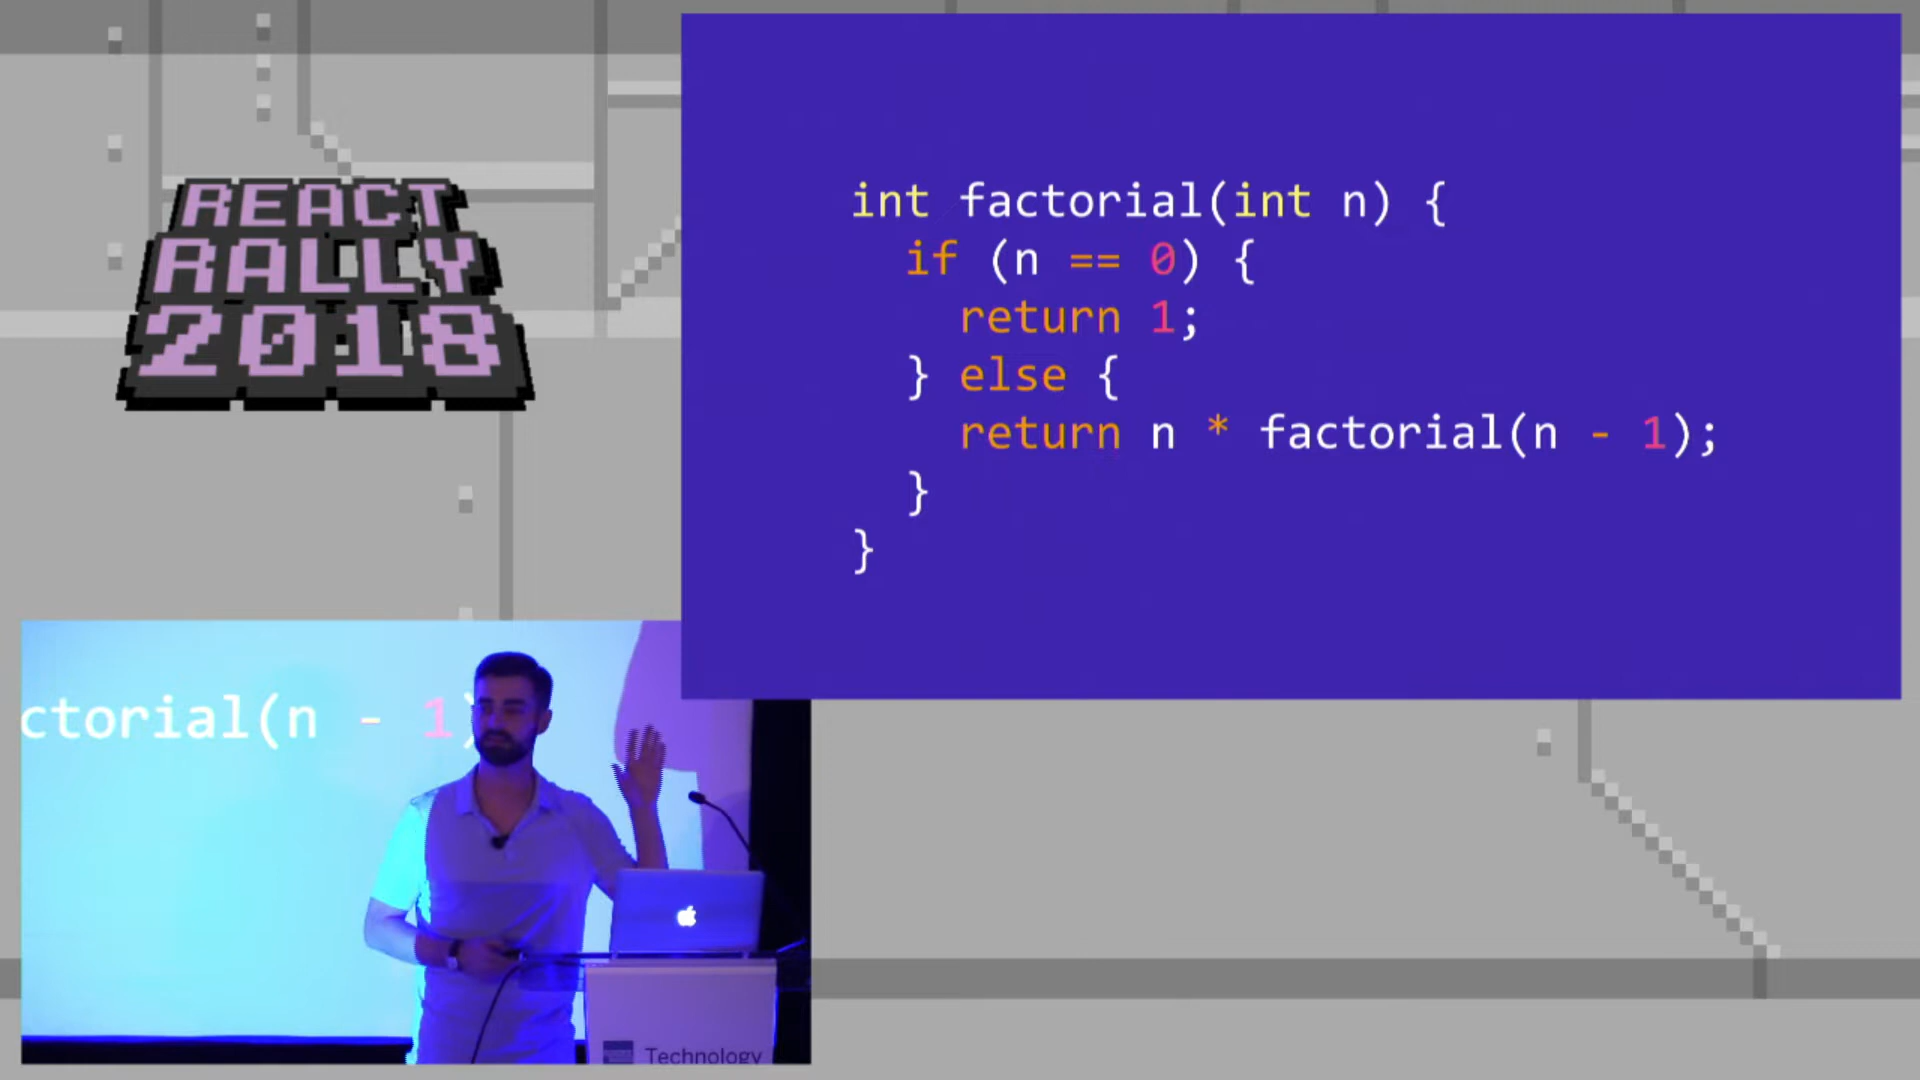 REACT
RALLY
2018
int factorial(int n) {
  if (n == 0) {
    return 1;
  } else {
    return n * factorial(n - 1);
  }
}
ctorial(n - 1)
Technology